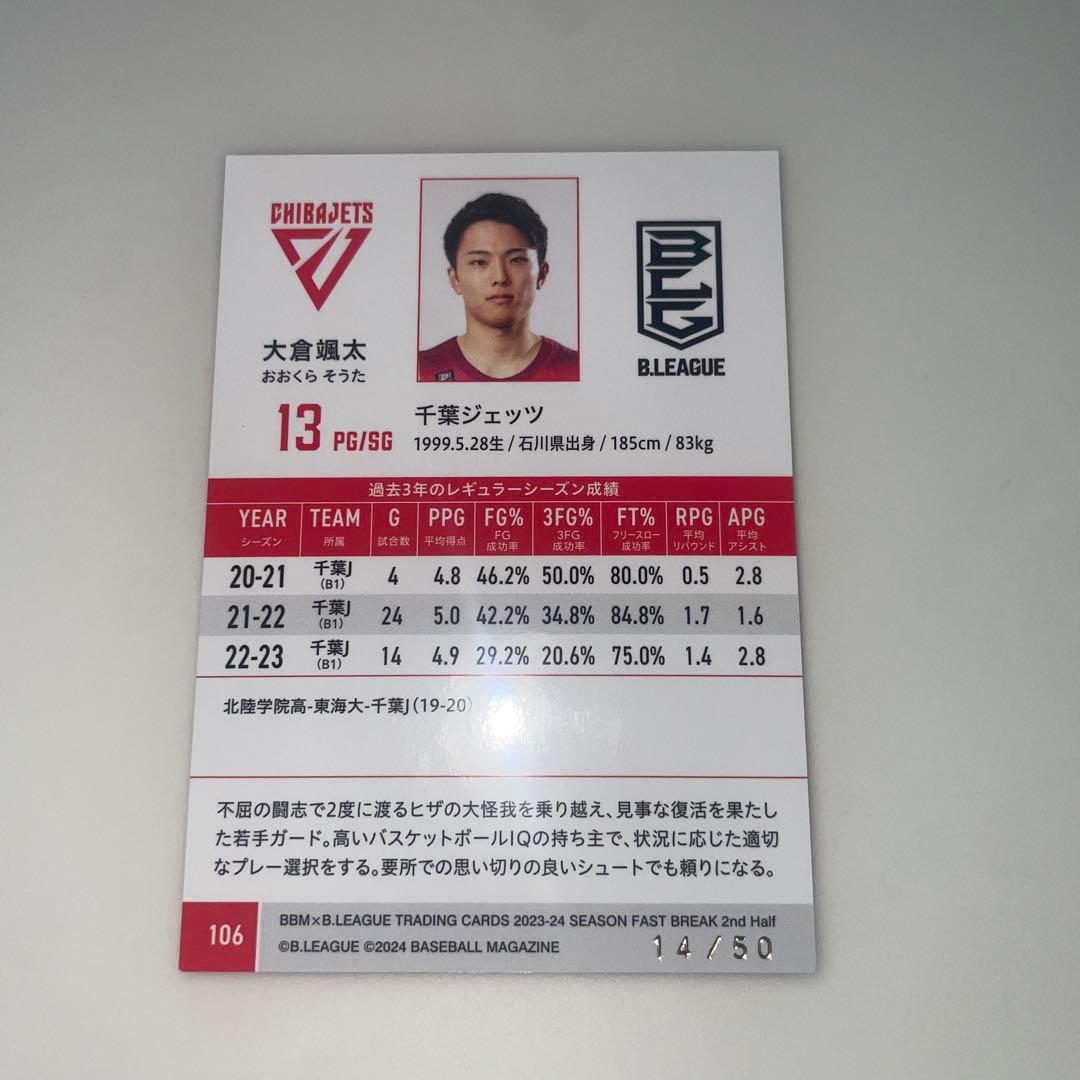 CHIBAJETS
BLG
B.LEAGUE
大倉颯太
おおくら そうた
13 PG/SG
千葉ジェッツ
1999.5.28生 / 石川県出身 / 185cm / 83kg
過去3年のレギュラーシーズン成績
YEAR TEAM G PPG FG% 3FG% FT% RPG APG
シーズン 所属 試合数 平均得点 FG成功率 3FG成功率 フリースロー成功率 平均リバウンド 平均アシスト
20-21 千葉J(B1) 4 4.8 46.2% 50.0% 80.0% 0.5 2.8
21-22 千葉J(B1) 24 5.0 42.2% 34.8% 84.8% 1.7 1.6
22-23 千葉J(B1) 14 4.9 29.2% 20.6% 75.0% 1.4 2.8
北陸学院高-東海大-千葉J(19-20)
不屈の闘志で2度に渡るヒザの大怪我を乗り越え、見事な復活を果たし
た若手ガード。高いバスケットボールIQの持ち主で、状況に応じた適切
なプレー選択をする。要所での思い切りの良いシュートでも頼りになる。
106
BBM×B.LEAGUE TRADING CARDS 2023-24 SEASON FAST BREAK 2nd Half
©B.LEAGUE ©2024 BASEBALL MAGAZINE
14/50